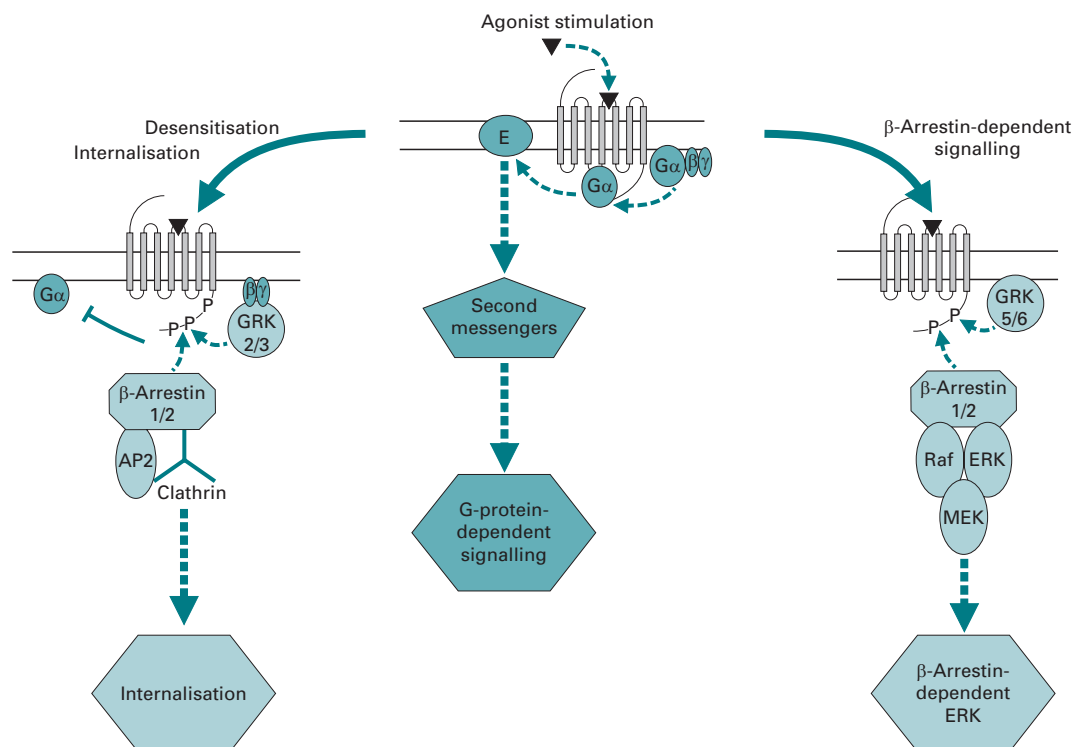 Agonist stimulation
E
Gα
Gα
β
γ
Second
messengers
G-protein-
dependent
signalling
Desensitisation
Internalisation
Gα
β
γ
P
P
P
GRK
2/3
β-Arrestin
1/2
AP2
Clathrin
Internalisation
β-Arrestin-dependent
signalling
P
P
GRK
5/6
β-Arrestin
1/2
Raf
ERK
MEK
β-Arrestin-
dependent
ERK